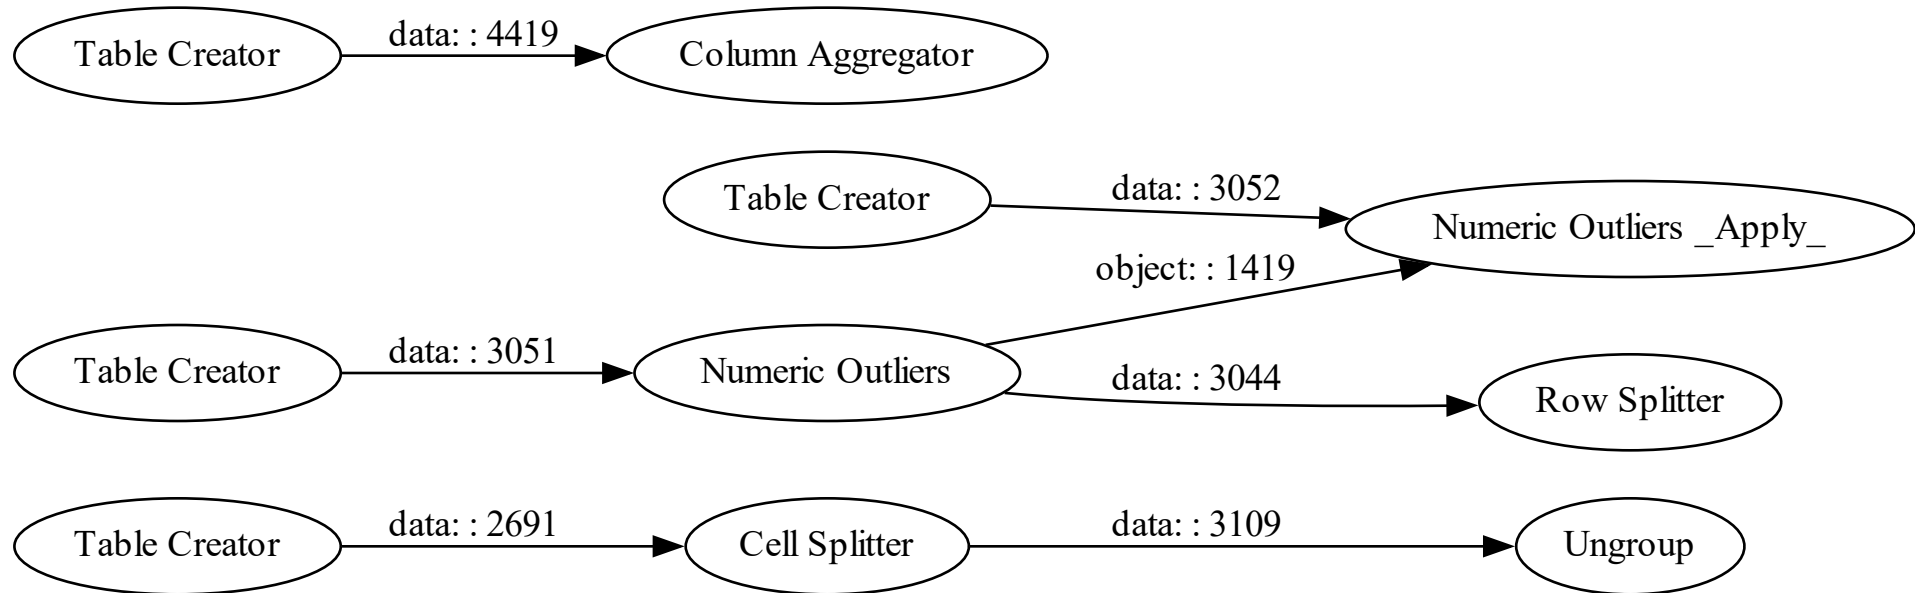 Table Creator
data: : 4419
Column Aggregator
Table Creator
data: : 3052
Numeric Outliers _Apply_
object: : 1419
Table Creator
data: : 3051
Numeric Outliers
data: : 3044
Row Splitter
Table Creator
data: : 2691
Cell Splitter
data: : 3109
Ungroup